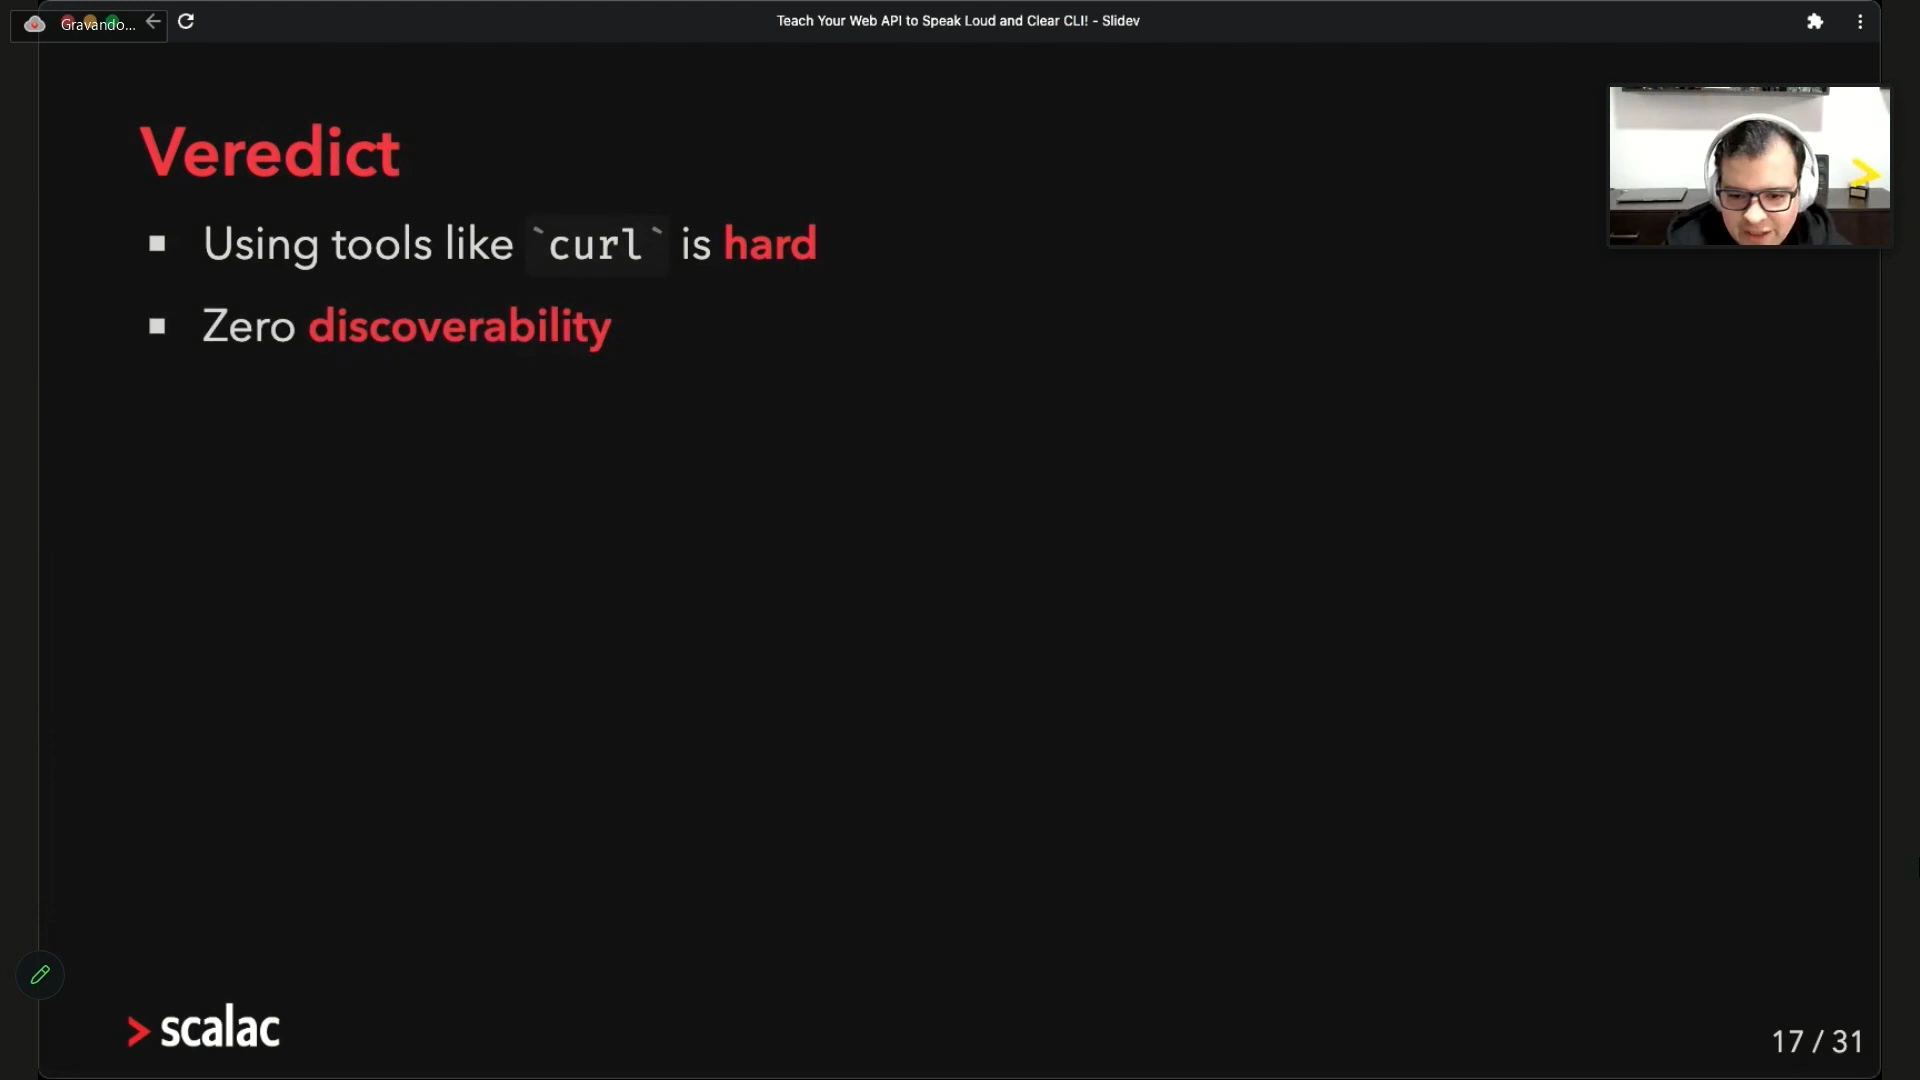 Gravando...
Teach Your Web API to Speak Loud and Clear CLI! - Slidev
Veredict
Using tools like `curl` is hard
Zero discoverability
> scalac
17 / 31